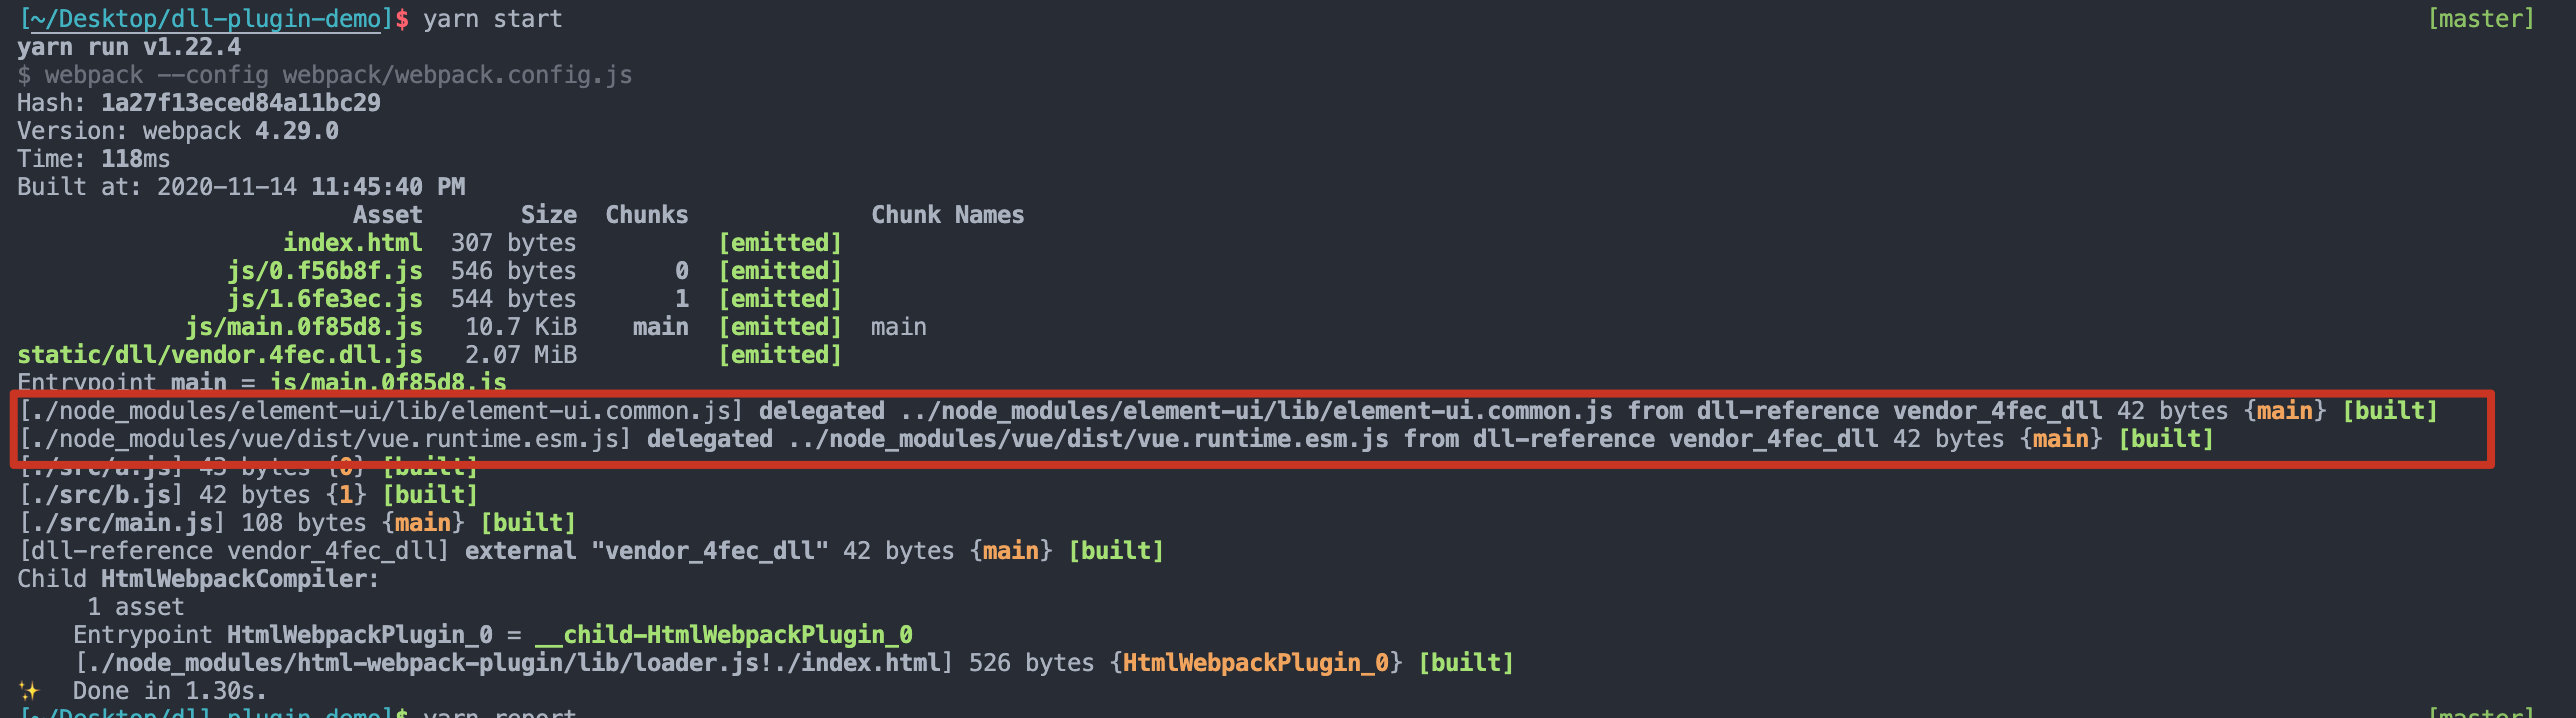 [~/Desktop/dll-plugin-demo]$ yarn start [master]
yarn run v1.22.4
$ webpack --config webpack/webpack.config.js
Hash: 1a27f13eced84a11bc29
Version: webpack 4.29.0
Time: 118ms
Built at: 2020-11-14 11:45:40 PM
Asset Size Chunks Chunk Names
index.html 307 bytes [emitted]
js/0.f56b8f.js 546 bytes 0 [emitted]
js/1.6fe3ec.js 544 bytes 1 [emitted]
js/main.0f85d8.js 10.7 KiB main [emitted] main
static/dll/vendor.4fec.dll.js 2.07 MiB [emitted]
Entrypoint main = js/main.0f85d8.js
[./node_modules/element-ui/lib/element-ui.common.js] delegated ../node_modules/element-ui/lib/element-ui.common.js from dll-reference vendor_4fec_dll 42 bytes {main} [built]
[./node_modules/vue/dist/vue.runtime.esm.js] delegated ../node_modules/vue/dist/vue.runtime.esm.js from dll-reference vendor_4fec_dll 42 bytes {main} [built]
[./src/a.js] 43 bytes {0} [built]
[./src/b.js] 42 bytes {1} [built]
[./src/main.js] 108 bytes {main} [built]
[dll-reference vendor_4fec_dll] external "vendor_4fec_dll" 42 bytes {main} [built]
Child HtmlWebpackCompiler:
1 asset
Entrypoint HtmlWebpackPlugin_0 = __child-HtmlWebpackPlugin_0
[./node_modules/html-webpack-plugin/lib/loader.js!./index.html] 526 bytes {HtmlWebpackPlugin_0} [built]
✨ Done in 1.30s.
[~/Desktop/dll-plugin-demo]$ yarn report [master]